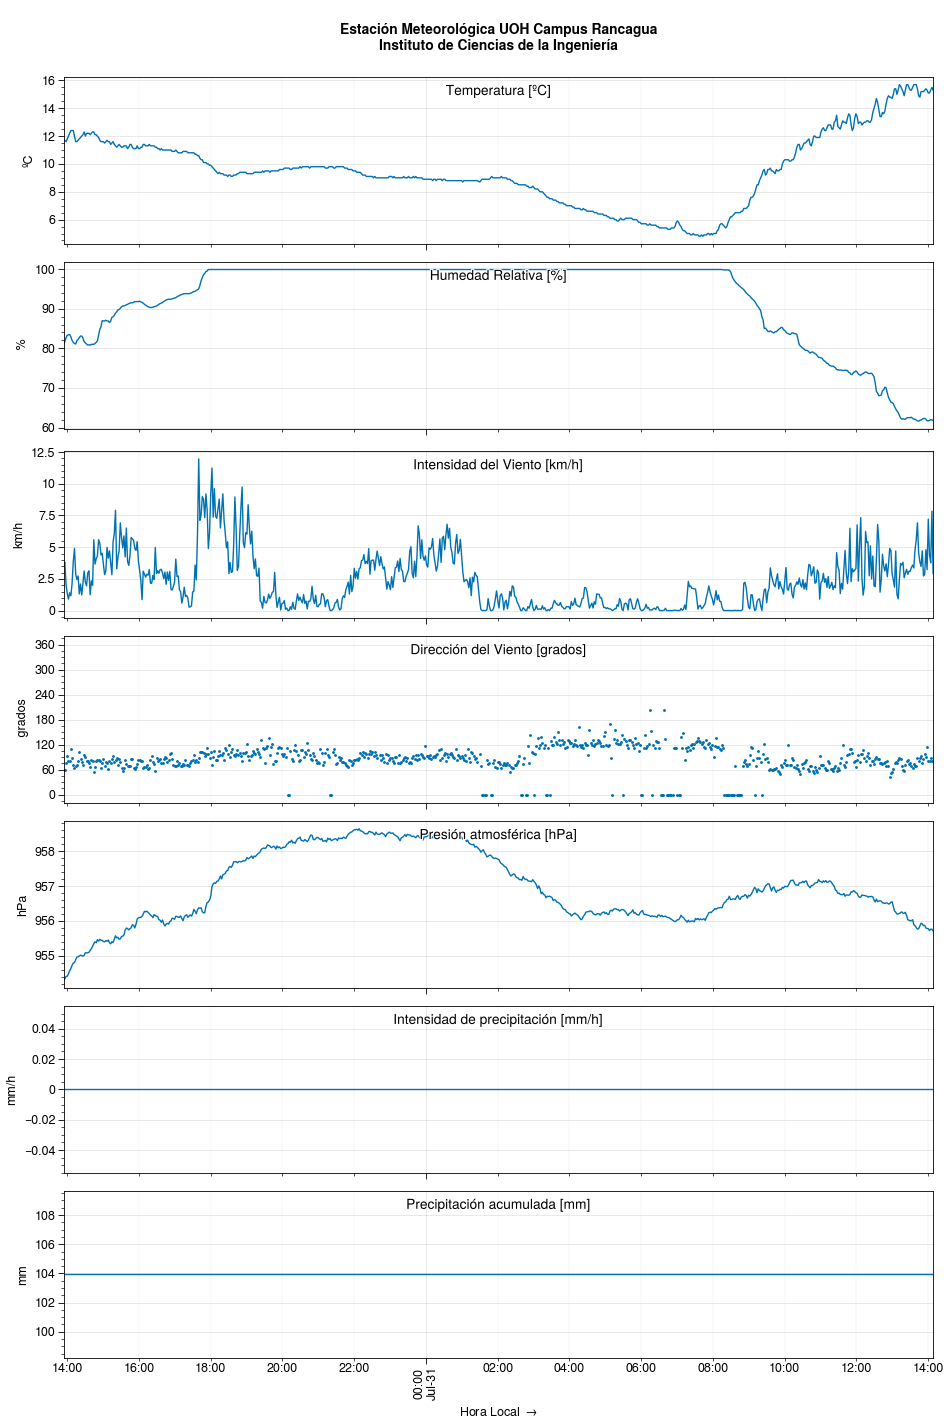 Estación Meteorológica UOH Campus Rancagua
Instituto de Ciencias de la Ingeniería
Temperatura [ºC]
ºC
16
14
12
10
8
6
Humedad Relativa [%]
%
100
90
80
70
60
Intensidad del Viento [km/h]
km/h
12.5
10
7.5
5
2.5
0
Dirección del Viento [grados]
grados
360
300
240
180
120
60
0
Presión atmosférica [hPa]
hPa
958
957
956
955
Intensidad de precipitación [mm/h]
mm/h
0.04
0.02
0
−0.02
−0.04
Precipitación acumulada [mm]
mm
108
106
104
102
100
14:00 16:00 18:00 20:00 22:00 00:00 02:00 04:00 06:00 08:00 10:00 12:00 14:00
Jul-31
Hora Local →